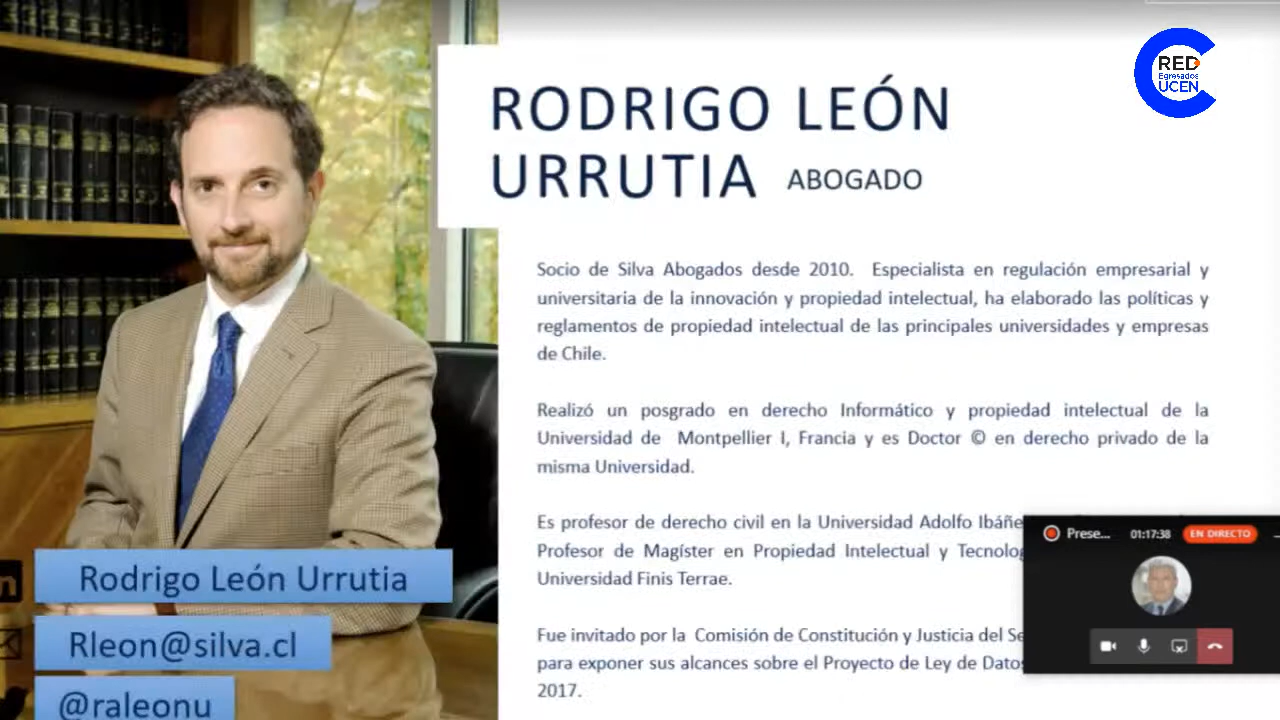 RED
Egresados
UCEN
RODRIGO LEÓN
URRUTIA ABOGADO
Socio de Silva Abogados desde 2010. Especialista en regulación empresarial y
universitaria de la innovación y propiedad intelectual, ha elaborado las políticas y
reglamentos de propiedad intelectual de las principales universidades y empresas
de Chile.
Realizó un posgrado en derecho Informático y propiedad intelectual de la
Universidad de Montpellier I, Francia y es Doctor © en derecho privado de la
misma Universidad.
Es profesor de derecho civil en la Universidad Adolfo
Profesor de Magíster en Propiedad Intelectual y
Universidad Finis Terrae.
Fue invitado por la Comisión de Constitución y Justicia del
para exponer sus alcances sobre el Proyecto de Ley de
2017.
Prese... 01:17:38 EN DIRECTO
Rodrigo León Urrutia
Rleon@silva.cl
@raleonu